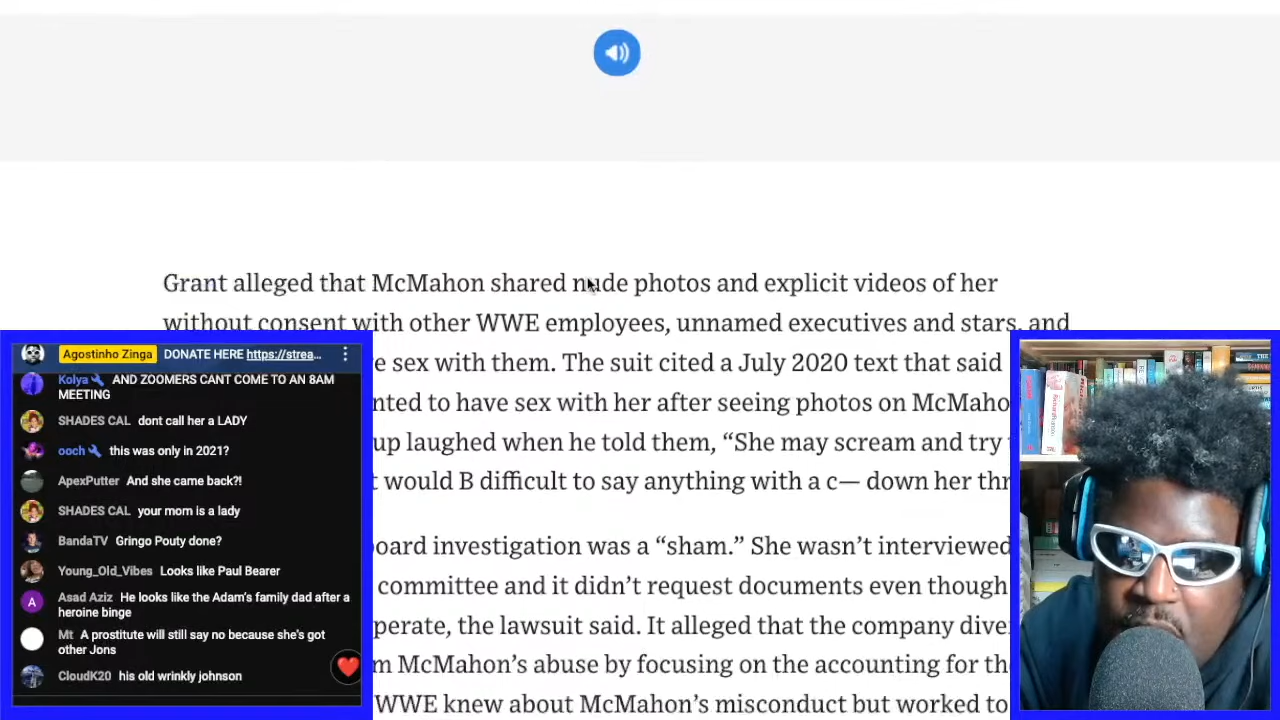 Grant alleged that McMahon shared nude photos and explicit videos of her
without consent with other WWE employees, unnamed executives and stars, and
e sex with them. The suit cited a July 2020 text that said
nted to have sex with her after seeing photos on McMaho
up laughed when he told them, “She may scream and try
t would B difficult to say anything with a c— down her thr
board investigation was a “sham.” She wasn’t interviewed
committee and it didn’t request documents even though
perate, the lawsuit said. It alleged that the company dive
m McMahon’s abuse by focusing on the accounting for th
WWE knew about McMahon’s misconduct but worked to
Agostinho Zinga DONATE HERE https://strea...
Kolya AND ZOOMERS CANT COME TO AN 8AM
MEETING
SHADES CAL dont call her a LADY
ooch this was only in 2021?
ApexPutter And she came back?!
SHADES CAL your mom is a lady
BandaTV Gringo Pouty done?
Young_Old_Vibes Looks like Paul Bearer
A Asad Aziz He looks like the Adam’s family dad after a
heroine binge
Mt A prostitute will still say no because she’s got
other Jons
CloudK20 his old wrinkly johnson